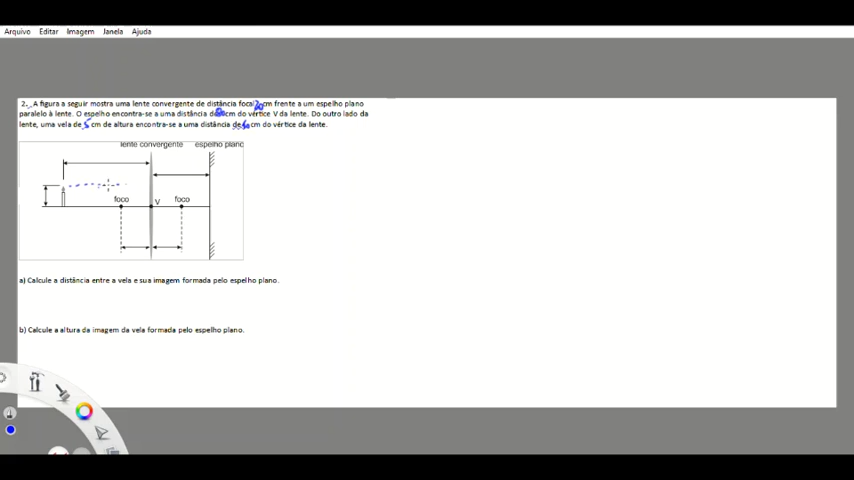 Arquivo Editar Imagem Janela Ajuda
2. A figura a seguir mostra uma lente convergente de distância focal 20 cm frente a um espelho plano
paralelo à lente. O espelho encontra-se a uma distância de cm do vértice V da lente. Do outro lado da
lente, uma vela de 5 cm de altura encontra-se a uma distância de cm do vértice da lente.
lente convergente espelho plano
foco V foco
a) Calcule a distância entre a vela e sua imagem formada pelo espelho plano.
b) Calcule a altura da imagem da vela formada pelo espelho plano.